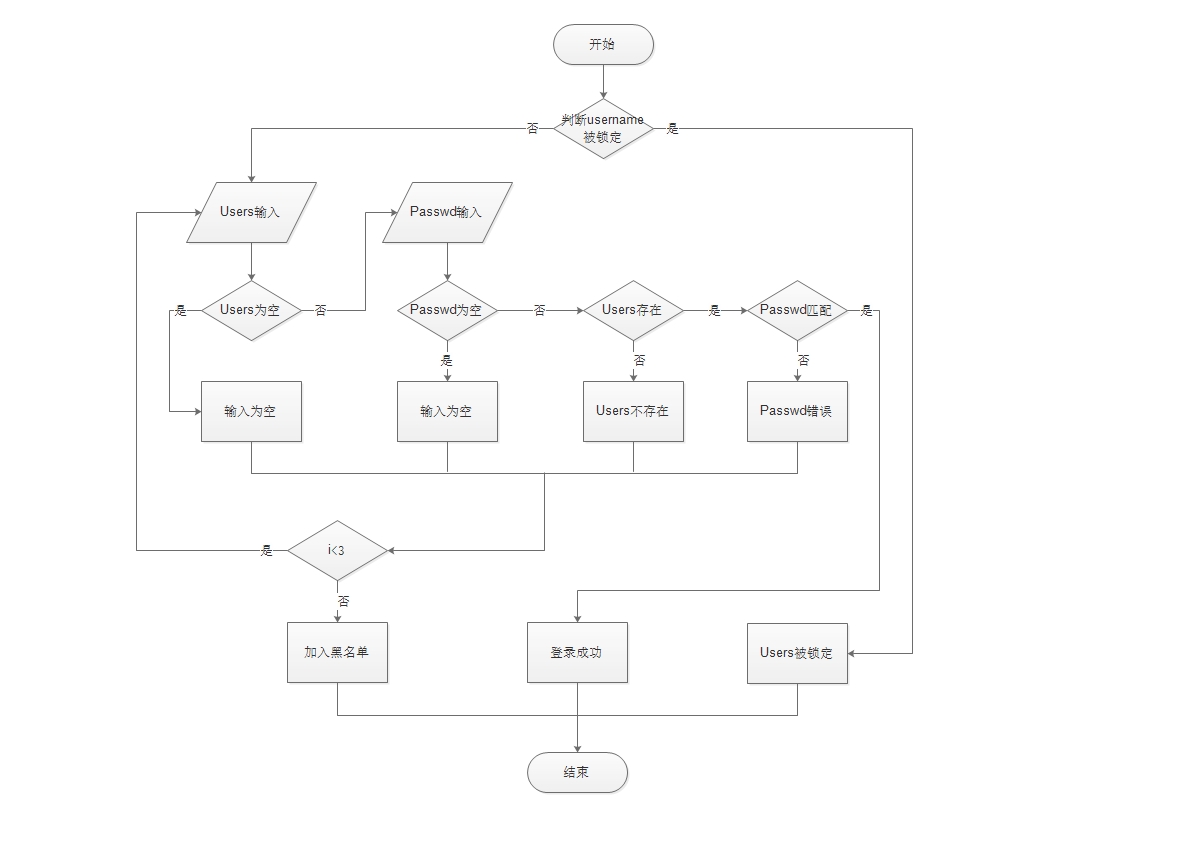 开始
判断username
被锁定
否
是
Users输入
Passwd输入
是
Users为空
否
Passwd为空
否
Users存在
是
Passwd匹配
是
是
否
否
输入为空
输入为空
Users不存在
Passwd错误
是
i<3
否
加入黑名单
登录成功
Users被锁定
结束